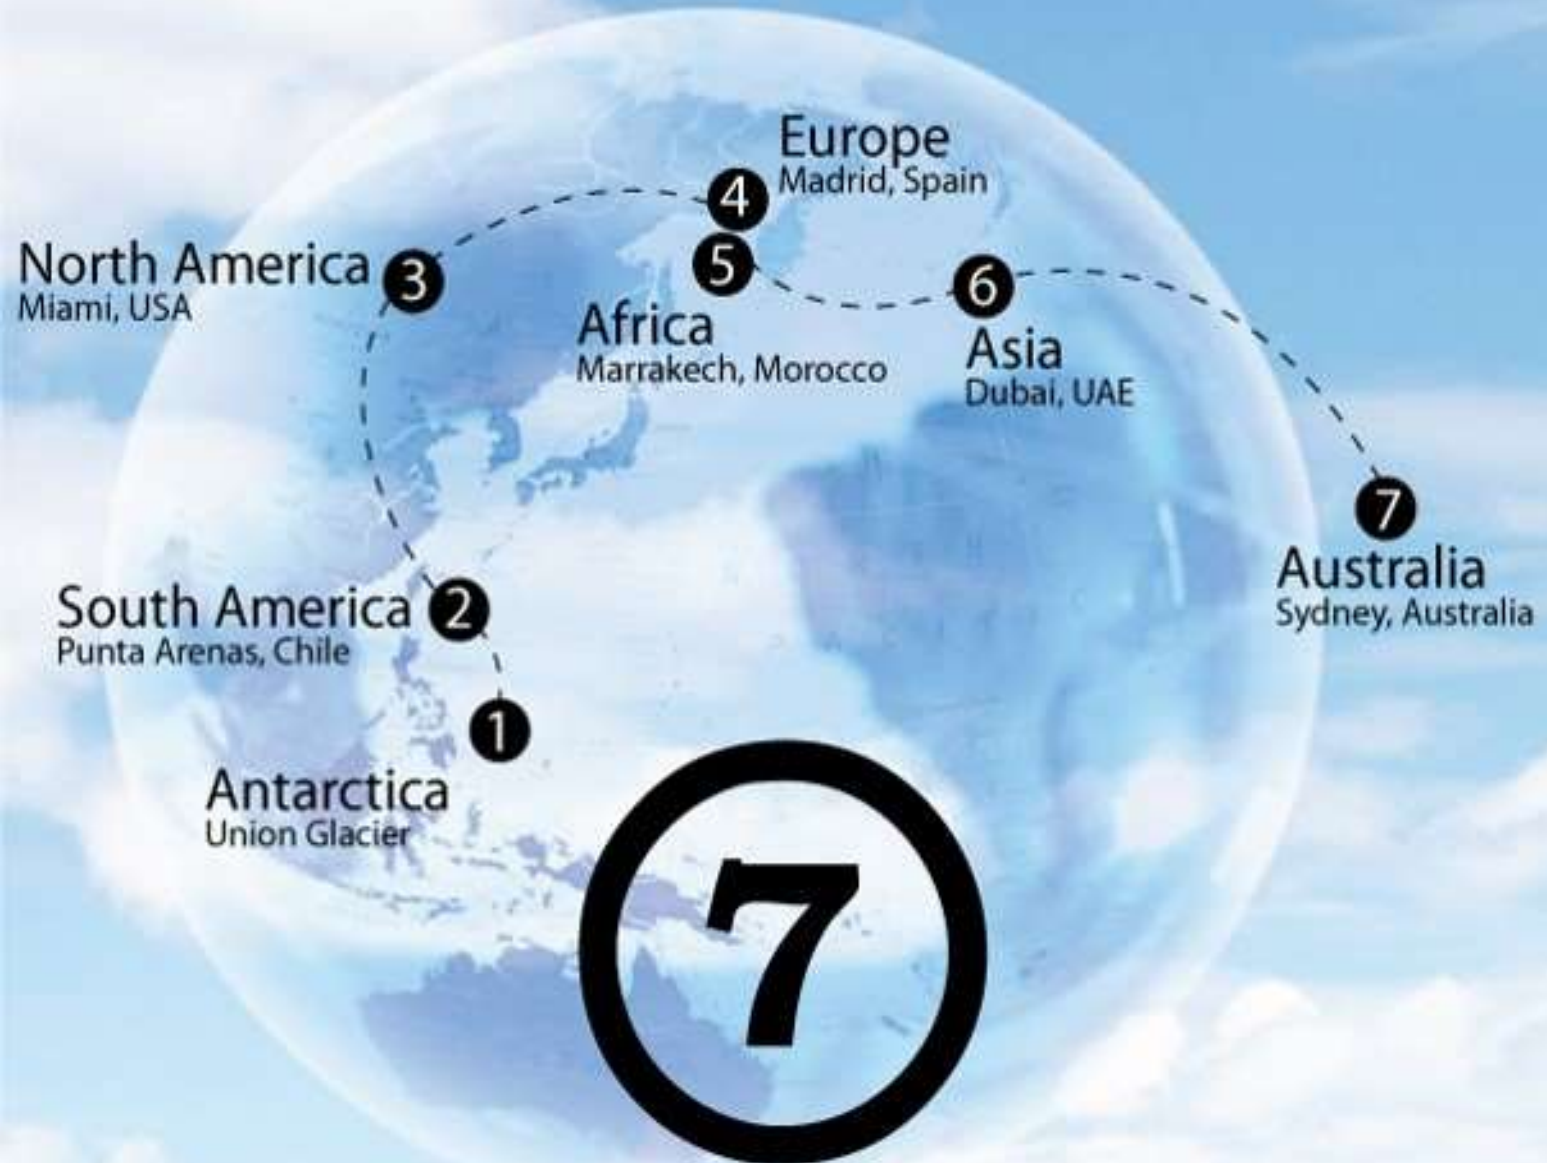 Europe
Madrid, Spain
4
North America
Miami, USA
3
5
Africa
Marrakech, Morocco
6
Asia
Dubai, UAE
7
Australia
Sydney, Australia
South America
Punta Arenas, Chile
2
1
Antarctica
Union Glacier
7